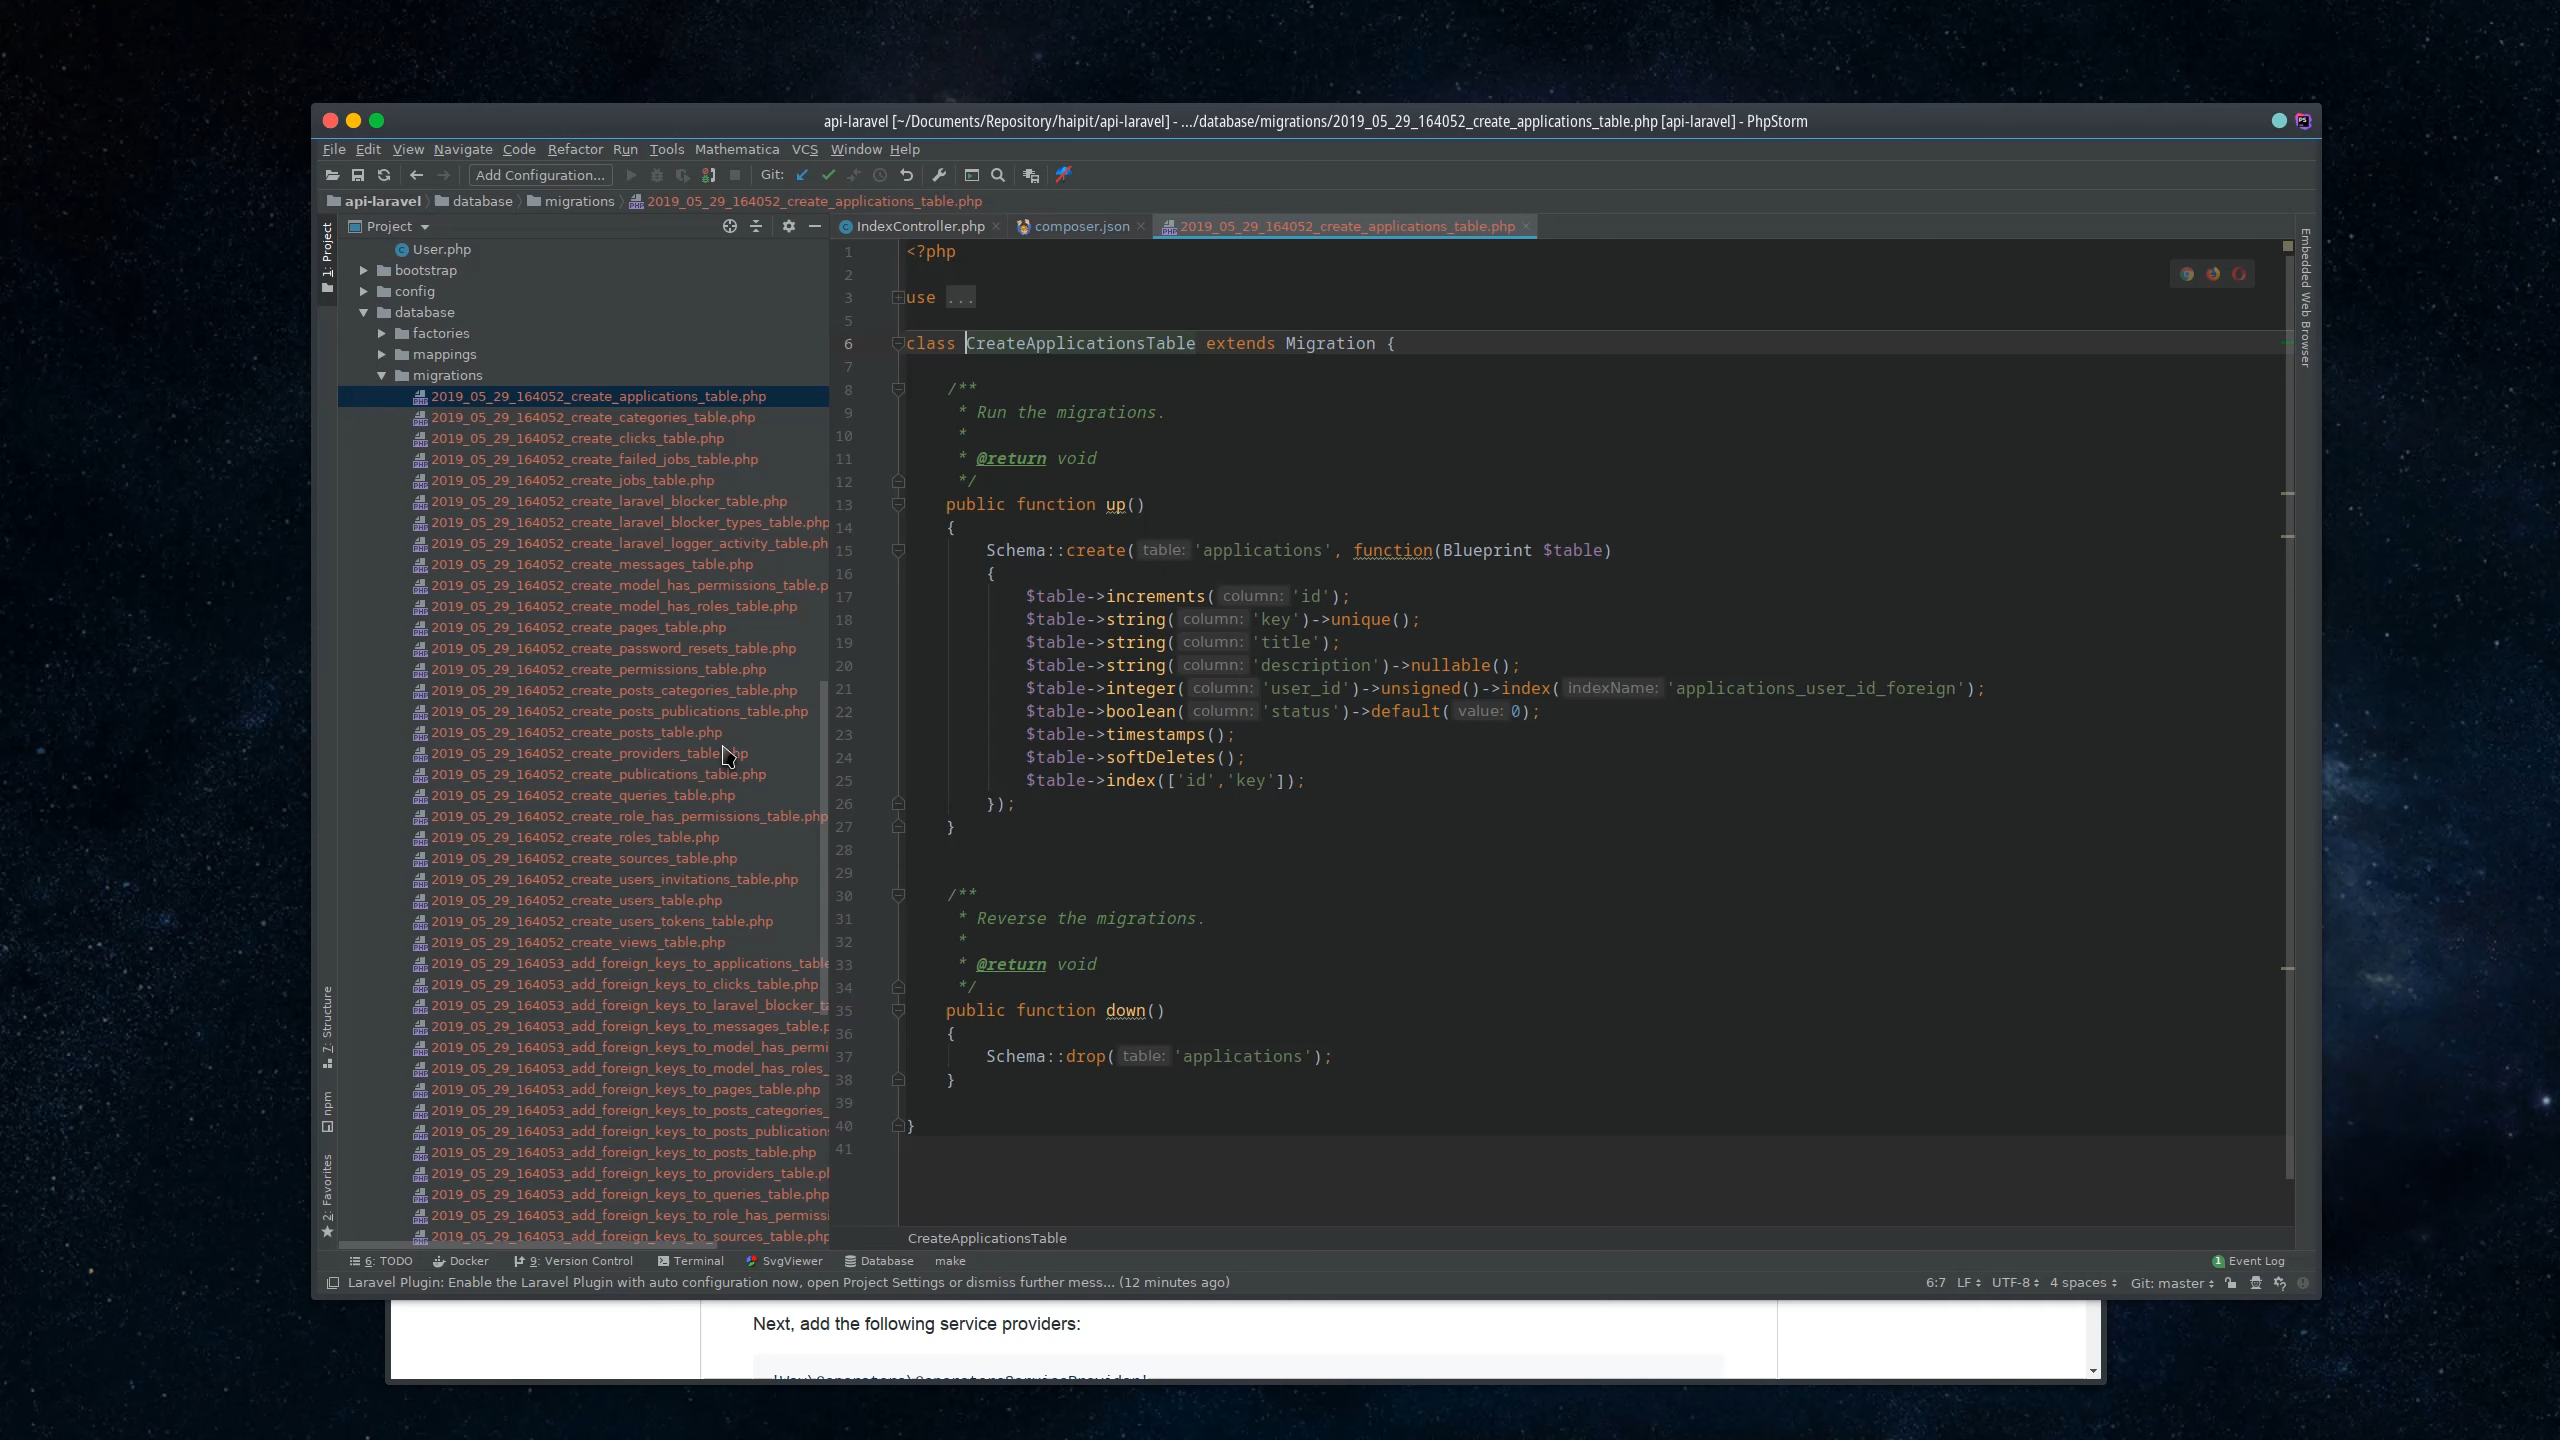 api-laravel [~/Documents/Repository/haipit/api-laravel] - .../database/migrations/2019_05_29_164052_create_applications_table.php [api-laravel] - PhpStorm
File Edit View Navigate Code Refactor Run Tools Mathematica VCS Window Help
Add Configuration... Git:
api-laravel database migrations 2019_05_29_164052_create_applications_table.php
1: Project
7: Structure
npm
2: Favorites
Project
User.php
bootstrap
config
database
factories
mappings
migrations
2019_05_29_164052_create_applications_table.php
2019_05_29_164052_create_categories_table.php
2019_05_29_164052_create_clicks_table.php
2019_05_29_164052_create_failed_jobs_table.php
2019_05_29_164052_create_jobs_table.php
2019_05_29_164052_create_laravel_blocker_table.php
2019_05_29_164052_create_laravel_blocker_types_table.php
2019_05_29_164052_create_laravel_logger_activity_table.ph
2019_05_29_164052_create_messages_table.php
2019_05_29_164052_create_model_has_permissions_table.p
2019_05_29_164052_create_model_has_roles_table.php
2019_05_29_164052_create_pages_table.php
2019_05_29_164052_create_password_resets_table.php
2019_05_29_164052_create_permissions_table.php
2019_05_29_164052_create_posts_categories_table.php
2019_05_29_164052_create_posts_publications_table.php
2019_05_29_164052_create_posts_table.php
2019_05_29_164052_create_providers_table.php
2019_05_29_164052_create_publications_table.php
2019_05_29_164052_create_queries_table.php
2019_05_29_164052_create_role_has_permissions_table.php
2019_05_29_164052_create_roles_table.php
2019_05_29_164052_create_sources_table.php
2019_05_29_164052_create_users_invitations_table.php
2019_05_29_164052_create_users_table.php
2019_05_29_164052_create_users_tokens_table.php
2019_05_29_164052_create_views_table.php
2019_05_29_164053_add_foreign_keys_to_applications_table
2019_05_29_164053_add_foreign_keys_to_clicks_table.php
2019_05_29_164053_add_foreign_keys_to_laravel_blocker_ta
2019_05_29_164053_add_foreign_keys_to_messages_table.p
2019_05_29_164053_add_foreign_keys_to_model_has_permi
2019_05_29_164053_add_foreign_keys_to_model_has_roles_
2019_05_29_164053_add_foreign_keys_to_pages_table.php
2019_05_29_164053_add_foreign_keys_to_posts_categories_
2019_05_29_164053_add_foreign_keys_to_posts_publication
2019_05_29_164053_add_foreign_keys_to_posts_table.php
2019_05_29_164053_add_foreign_keys_to_providers_table.p
2019_05_29_164053_add_foreign_keys_to_queries_table.php
2019_05_29_164053_add_foreign_keys_to_role_has_permissi
2019_05_29_164053_add_foreign_keys_to_sources_table.php
IndexController.php composer.json 2019_05_29_164052_create_applications_table.php
1 <?php
2
3 use ...
5
6 class CreateApplicationsTable extends Migration {
7
8 /**
9 * Run the migrations.
10 *
11 * @return void
12 */
13 public function up()
14 {
15 Schema::create( table: 'applications', function(Blueprint $table)
16 {
17 $table->increments( column: 'id');
18 $table->string( column: 'key')->unique();
19 $table->string( column: 'title');
20 $table->string( column: 'description')->nullable();
21 $table->integer( column: 'user_id')->unsigned()->index( indexName: 'applications_user_id_foreign');
22 $table->boolean( column: 'status')->default( value: 0);
23 $table->timestamps();
24 $table->softDeletes();
25 $table->index(['id','key']);
26 });
27 }
28
29
30 /**
31 * Reverse the migrations.
32 *
33 * @return void
34 */
35 public function down()
36 {
37 Schema::drop( table: 'applications');
38 }
39
40 }
41
CreateApplicationsTable
Embedded Web Browser
6: TODO Docker 9: Version Control Terminal SvgViewer Database make 1 Event Log
Laravel Plugin: Enable the Laravel Plugin with auto configuration now, open Project Settings or dismiss further mess... (12 minutes ago) 6:7 LF UTF-8 4 spaces Git: master
Next, add the following service providers: